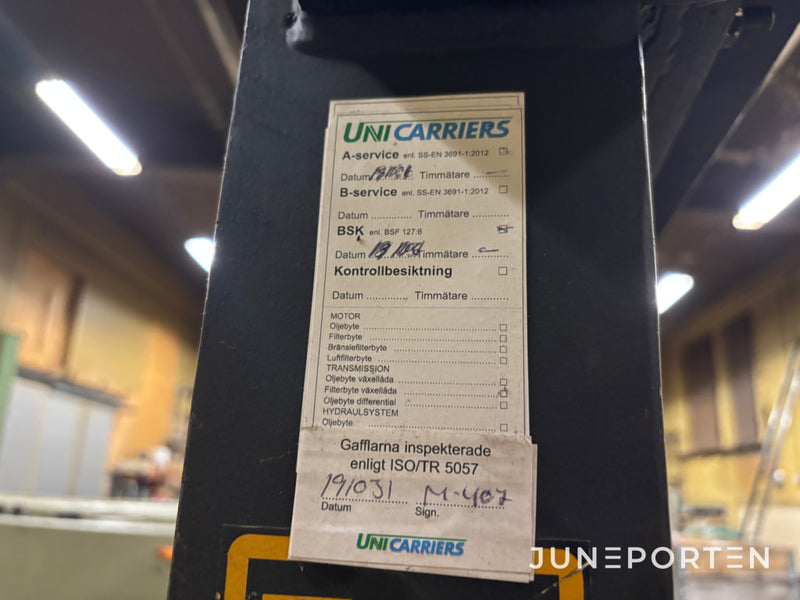 UNICARRIERS
A-service enl. SS-EN 3691-1:2012
Datum Timmätare ..........
B-service enl. SS-EN 3691-1:2012
Datum ............ Timmätare ..........
BSK enl. BSF 127:6
Datum Timmätare ..........
Kontrollbesiktning
Datum ............ Timmätare ..........
MOTOR
Oljebyte
Filterbyte
Bränslefilterbyte
Luftfilterbyte
TRANSMISSION
Oljebyte växellåda
Filterbyte växellåda
Oljebyte differential
HYDRAULSYSTEM
Oljebyte
Gafflarna inspekterade
enligt ISO/TR 5057
191031 M-407
Datum Sign.
UNICARRIERS
JUNEPORTEN